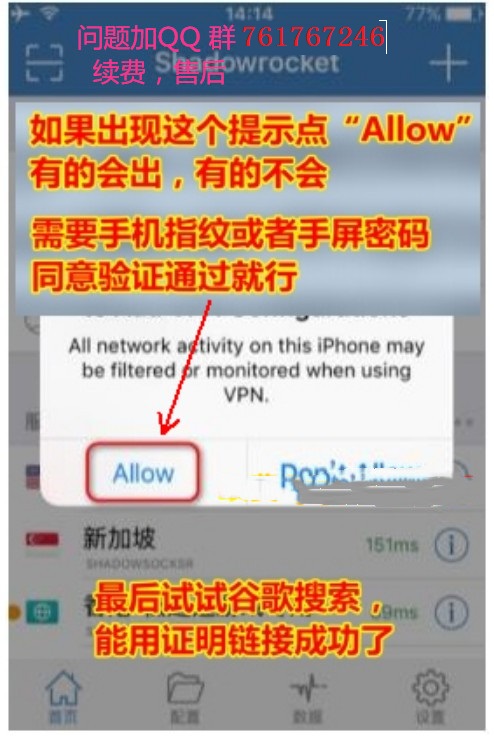 14:14
77%
问题加QQ 群 761767246
续费，售后
Shadowrocket
如果出现这个提示点“Allow”
有的会出，有的不会
需要手机指纹或者手屏密码
同意验证通过就行
All network activity on this iPhone may
be filtered or monitored when using
VPN.
Allow
新加坡
151ms
SHADOWSOCKSR
最后试试谷歌搜索，
能用证明链接成功了
首页
配置
数据
设置